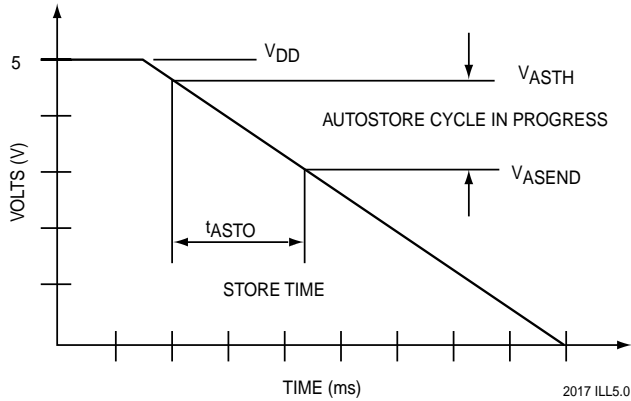 5
VDD
VASTH
AUTOSTORE CYCLE IN PROGRESS
VASEND
VOLTS (V)
tASTO
STORE TIME
TIME (ms)
2017 ILL5.0